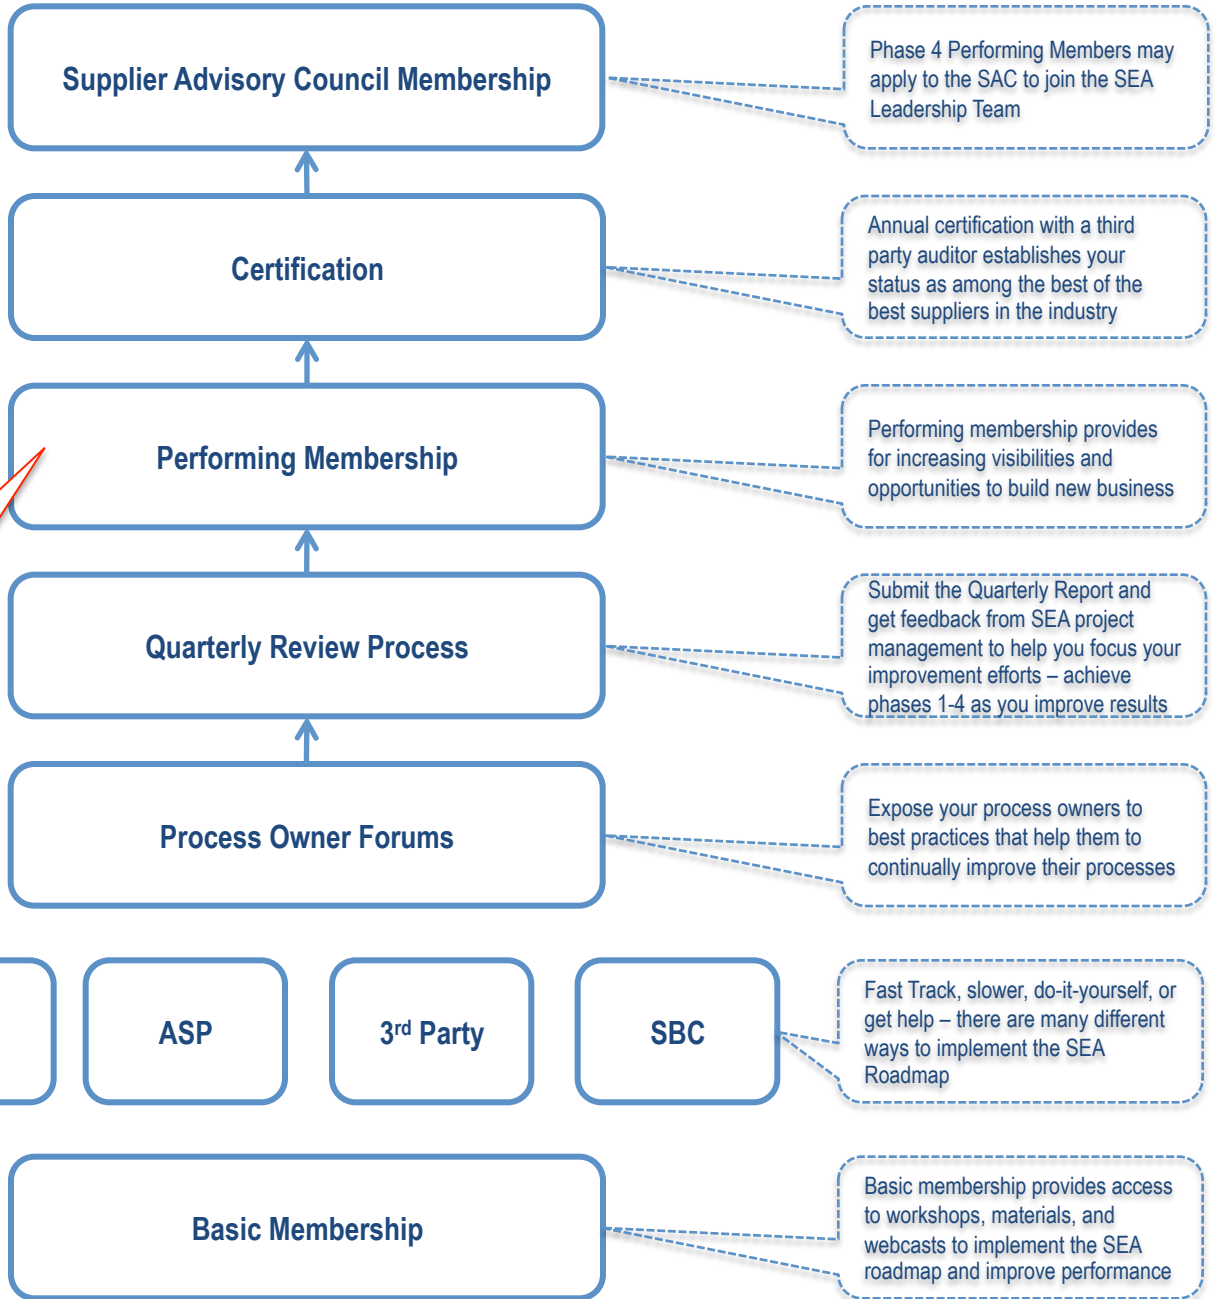 Supplier Advisory Council Membership
Phase 4 Performing Members may
apply to the SAC to join the SEA
Leadership Team
Certification
Annual certification with a third
party auditor establishes your
status as among the best of the
best suppliers in the industry
Performing Membership
Performing membership provides
for increasing visibilities and
opportunities to build new business
Quarterly Review Process
Submit the Quarterly Report and
get feedback from SEA project
management to help you focus your
improvement efforts – achieve
phases 1-4 as you improve results
Process Owner Forums
Expose your process owners to
best practices that help them to
continually improve their processes
ASP
3rd Party
SBC
Fast Track, slower, do-it-yourself, or
get help – there are many different
ways to implement the SEA
Roadmap
Basic Membership
Basic membership provides access
to workshops, materials, and
webcasts to implement the SEA
roadmap and improve performance